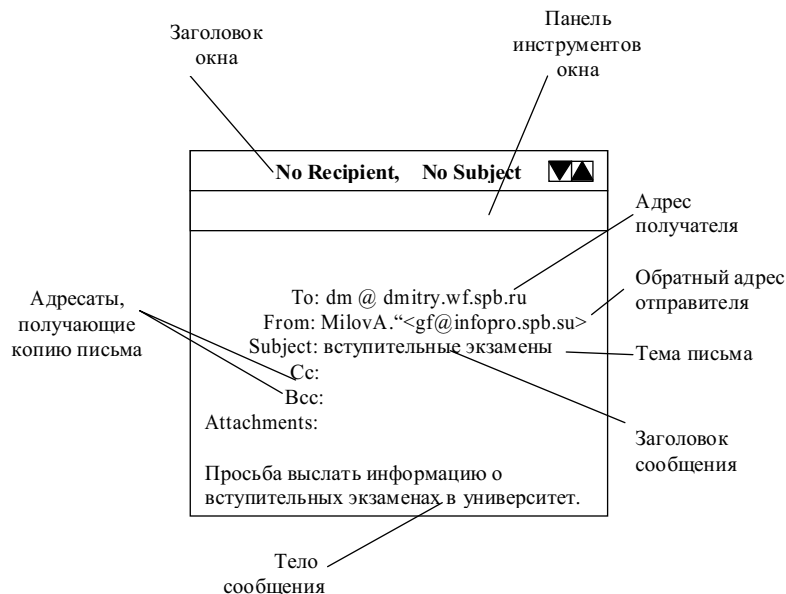 Заголовок
окна
Панель
инструментов
окна
No Recipient, No Subject
Адрес
получателя
To: dm @ dmitry.wf.spb.ru
Обратный адрес
отправителя
From: MilovA.“<gf@infopro.spb.su>
Адресаты,
получающие
копию письма
Subject: вступительные экзамены
Тема письма
Cc:
Bcc:
Attachments:
Заголовок
сообщения
Просьба выслать информацию о
вступительных экзаменах в университет.
Тело
сообщения